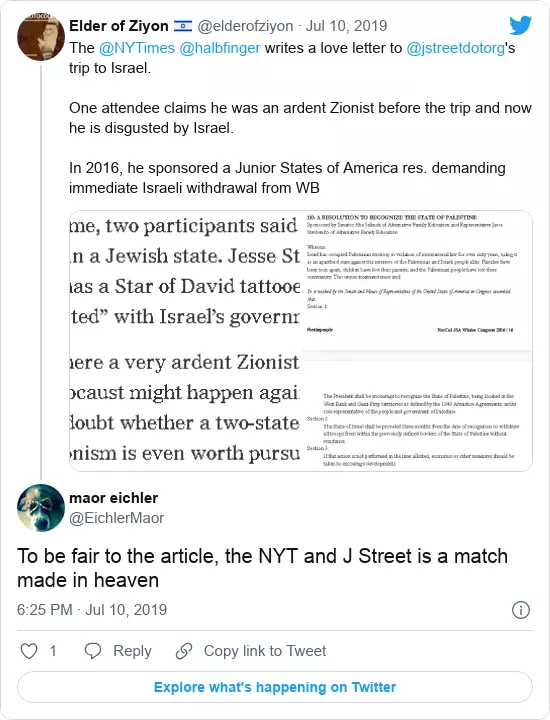 Elder of Ziyon 🇮🇱 @elderofziyon · Jul 10, 2019
The @NYTimes @halbfinger writes a love letter to @jstreetdotorg's
trip to Israel.
One attendee claims he was an ardent Zionist before the trip and now
he is disgusted by Israel.
In 2016, he sponsored a Junior States of America res. demanding
immediate Israeli withdrawal from WB
me, two participants said
n a Jewish state. Jesse St
as a Star of David tattooe
ted” with Israel’s governm
here a very ardent Zionist
ocaust might happen agai
doubt whether a two-state
nism is even worth pursu
110: A RESOLUTION TO RECOGNIZE THE STATE OF PALESTINE
Sponsored by Senator Abe Jellinek of Alternative Family Education and Representative Jesse
Steshenko of Alternative Family Education
Whereas
Israel has occupied Palestinian territory in violation of international law for over sixty years, ruling it
as an apartheid state against the interests of the Palestinians and Israeli people alike. Families have
been torn apart, children have lost their parents, and the Palestinian people have lost their
community. This unjust treatment must end.
Be it resolved by the Senate and House of Representatives of the United States of America in Congress assembled,
that:
Section 1
NorCal JSA Winter Congress 2016 | 16
The President shall be encouraged to recognize the State of Palestine, being located in the
West Bank and Gaza Strip territories as defined by the 1949 Armistice Agreements, as the
sole representative of the people and government of Palestine
Section 2
The State of Israel shall be provided three months from the date of recognition to withdraw
all troops from within the previously defined borders of the State of Palestine without
resistance
Section 3
If this action is not performed in the time allotted, economic or other measures should be
taken to encourage developments
maor eichler
@EichlerMaor
To be fair to the article, the NYT and J Street is a match
made in heaven
6:25 PM · Jul 10, 2019
1 Reply Copy link to Tweet
Explore what's happening on Twitter